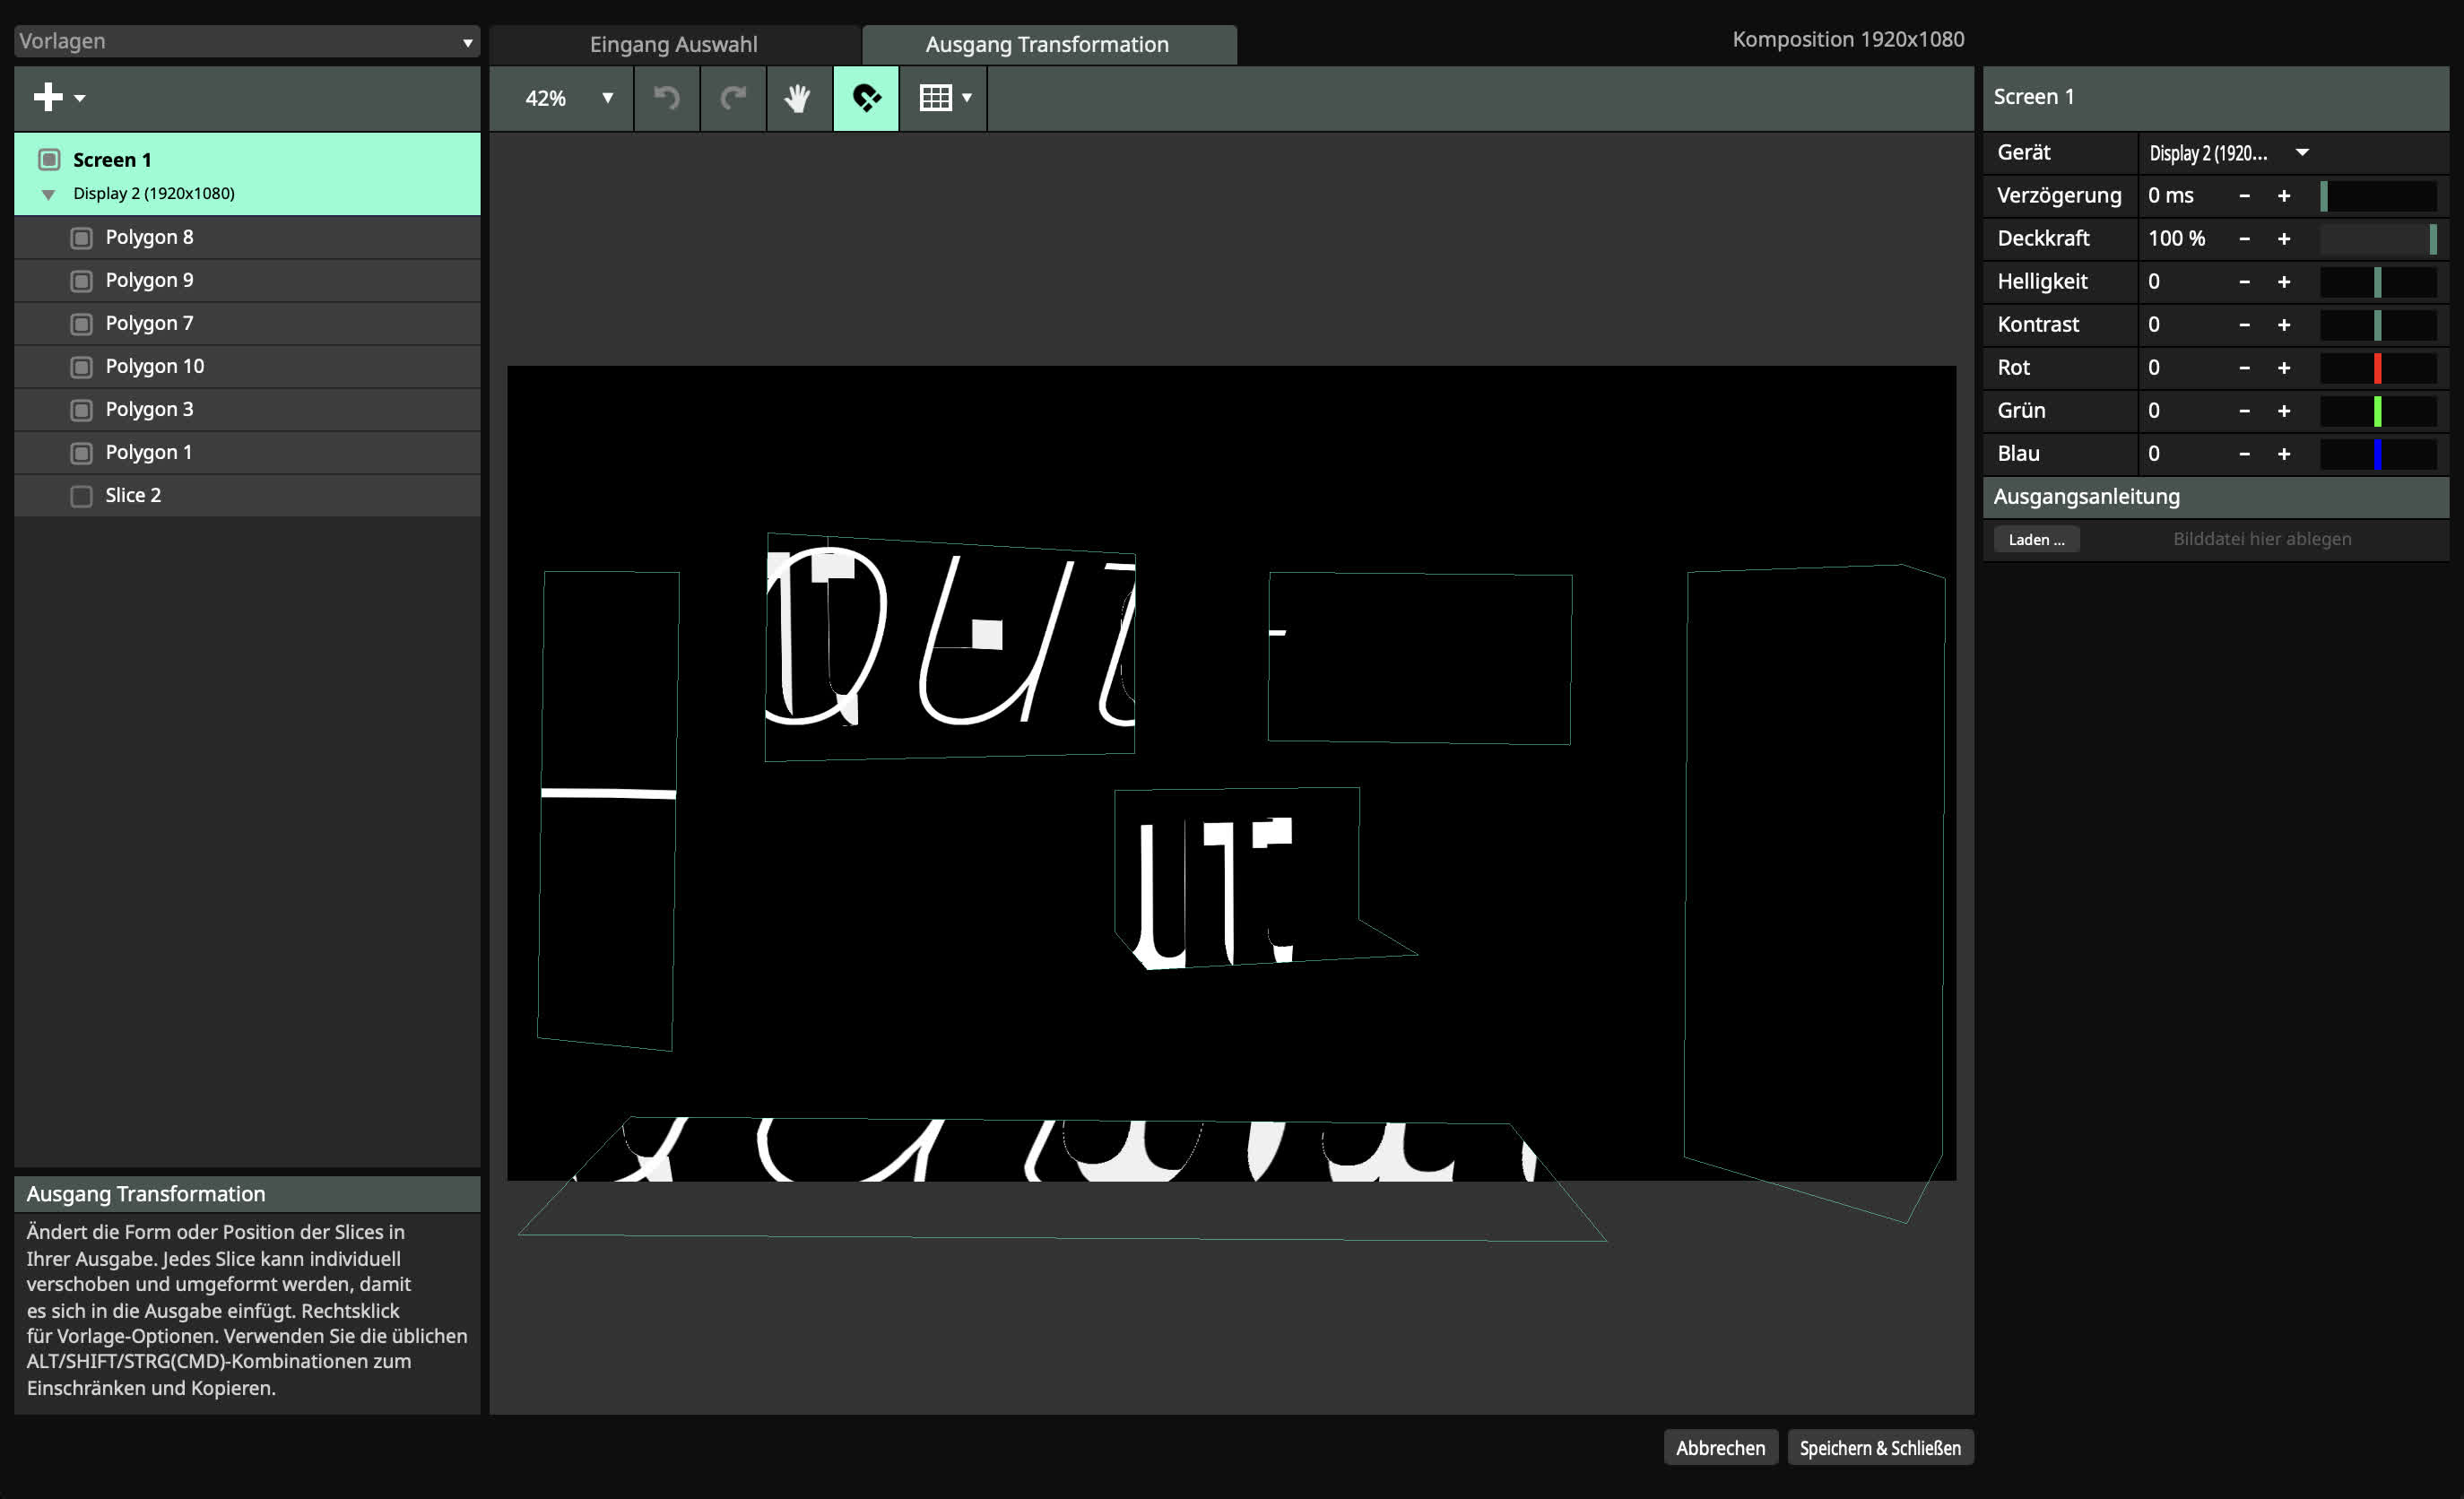 Vorlagen
Eingang Auswahl
Ausgang Transformation
Komposition 1920x1080
42%
Screen 1
Display 2 (1920x1080)
Polygon 8
Polygon 9
Polygon 7
Polygon 10
Polygon 3
Polygon 1
Slice 2
Screen 1
Gerät Display 2 (1920...
Verzögerung 0 ms - +
Deckkraft 100 % - +
Helligkeit 0 - +
Kontrast 0 - +
Rot 0 - +
Grün 0 - +
Blau 0 - +
Ausgangsanleitung
Laden ... Bilddatei hier ablegen
Ausgang Transformation
Ändert die Form oder Position der Slices in
Ihrer Ausgabe. Jedes Slice kann individuell
verschoben und umgeformt werden, damit
es sich in die Ausgabe einfügt. Rechtsklick
für Vorlage-Optionen. Verwenden Sie die üblichen
ALT/SHIFT/STRG(CMD)-Kombinationen zum
Einschränken und Kopieren.
Abbrechen
Speichern & Schließen